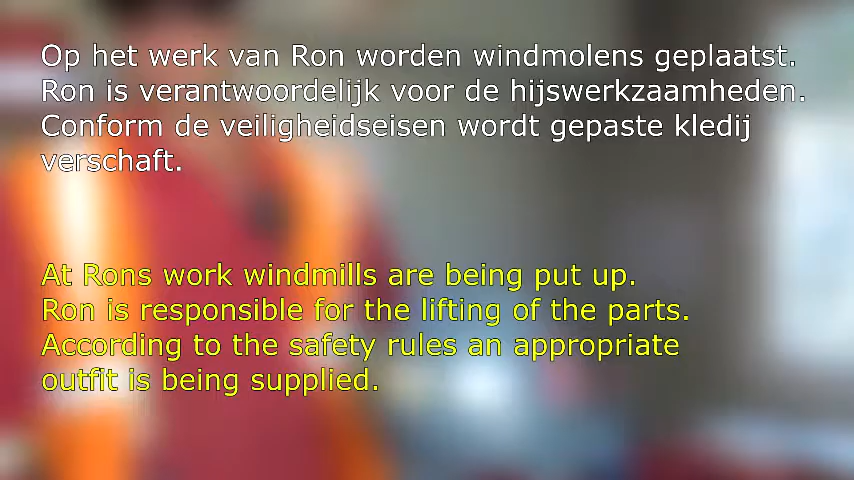 Op het werk van Ron worden windmolens geplaatst.
Ron is verantwoordelijk voor de hijswerkzaamheden.
Conform de veiligheidseisen wordt gepaste kledij
verschaft.
At Rons work windmills are being put up.
Ron is responsible for the lifting of the parts.
According to the safety rules an appropriate
outfit is being supplied.